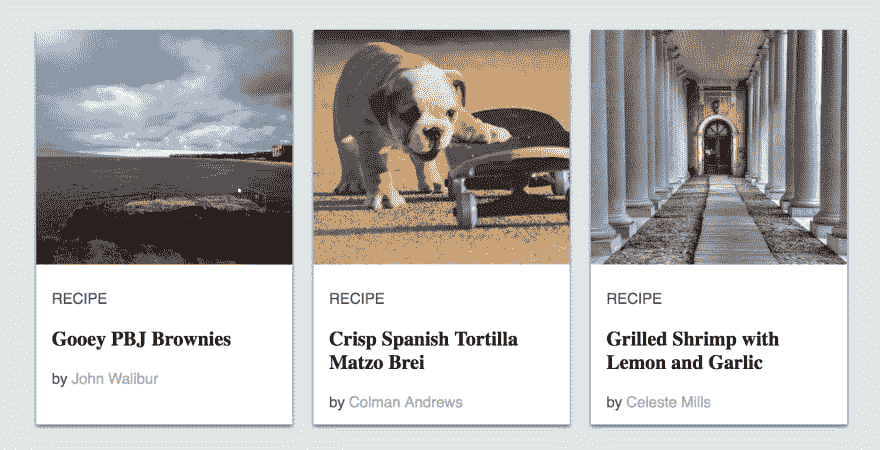 RECIPE
Gooey PBJ Brownies
by John Walibur
RECIPE
Crisp Spanish Tortilla
Matzo Brei
by Colman Andrews
RECIPE
Grilled Shrimp with
Lemon and Garlic
by Celeste Mills